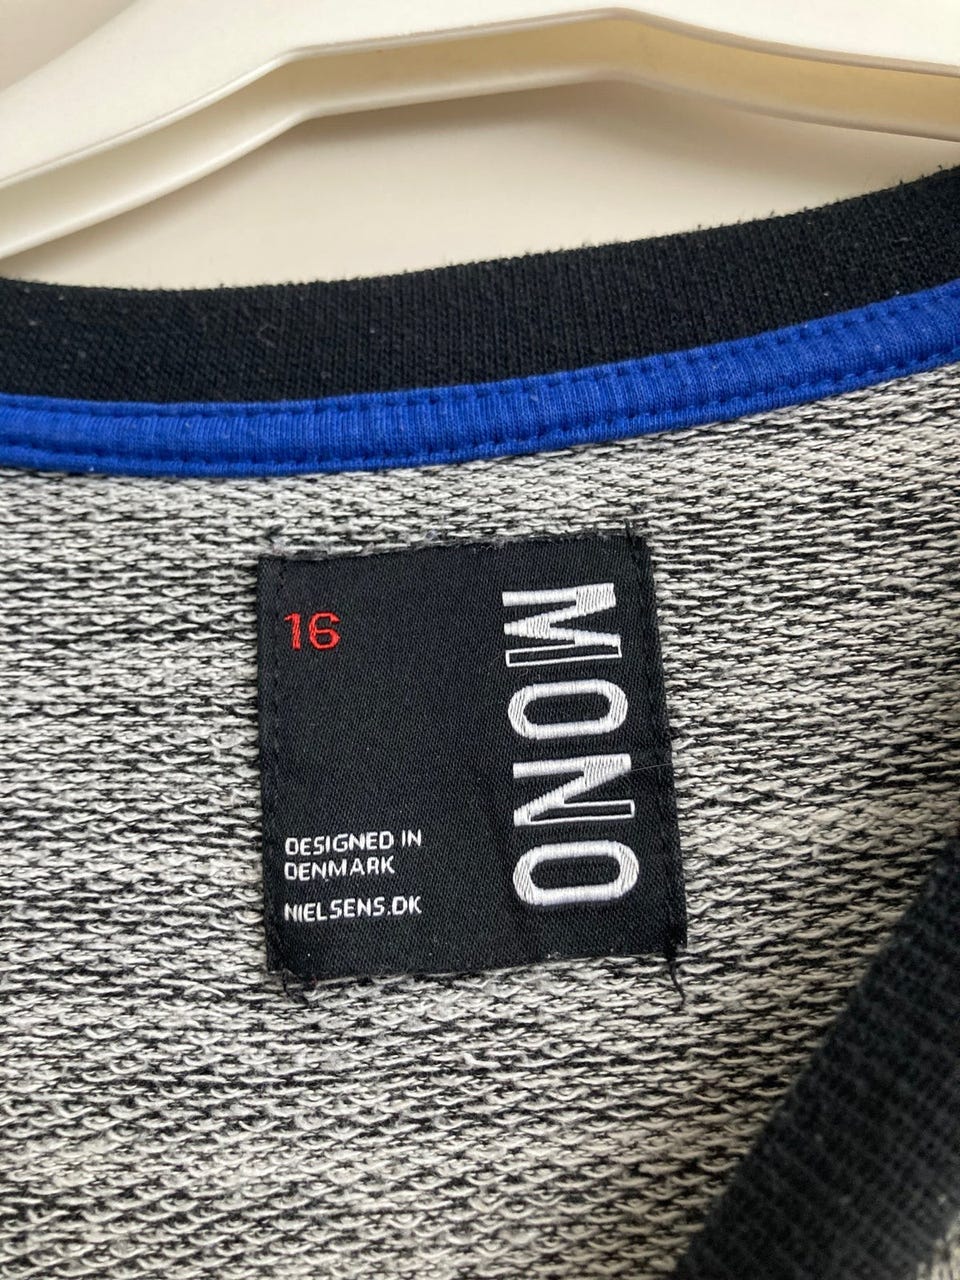 16
MONO
DESIGNED IN
DENMARK
NIELSENS.DK